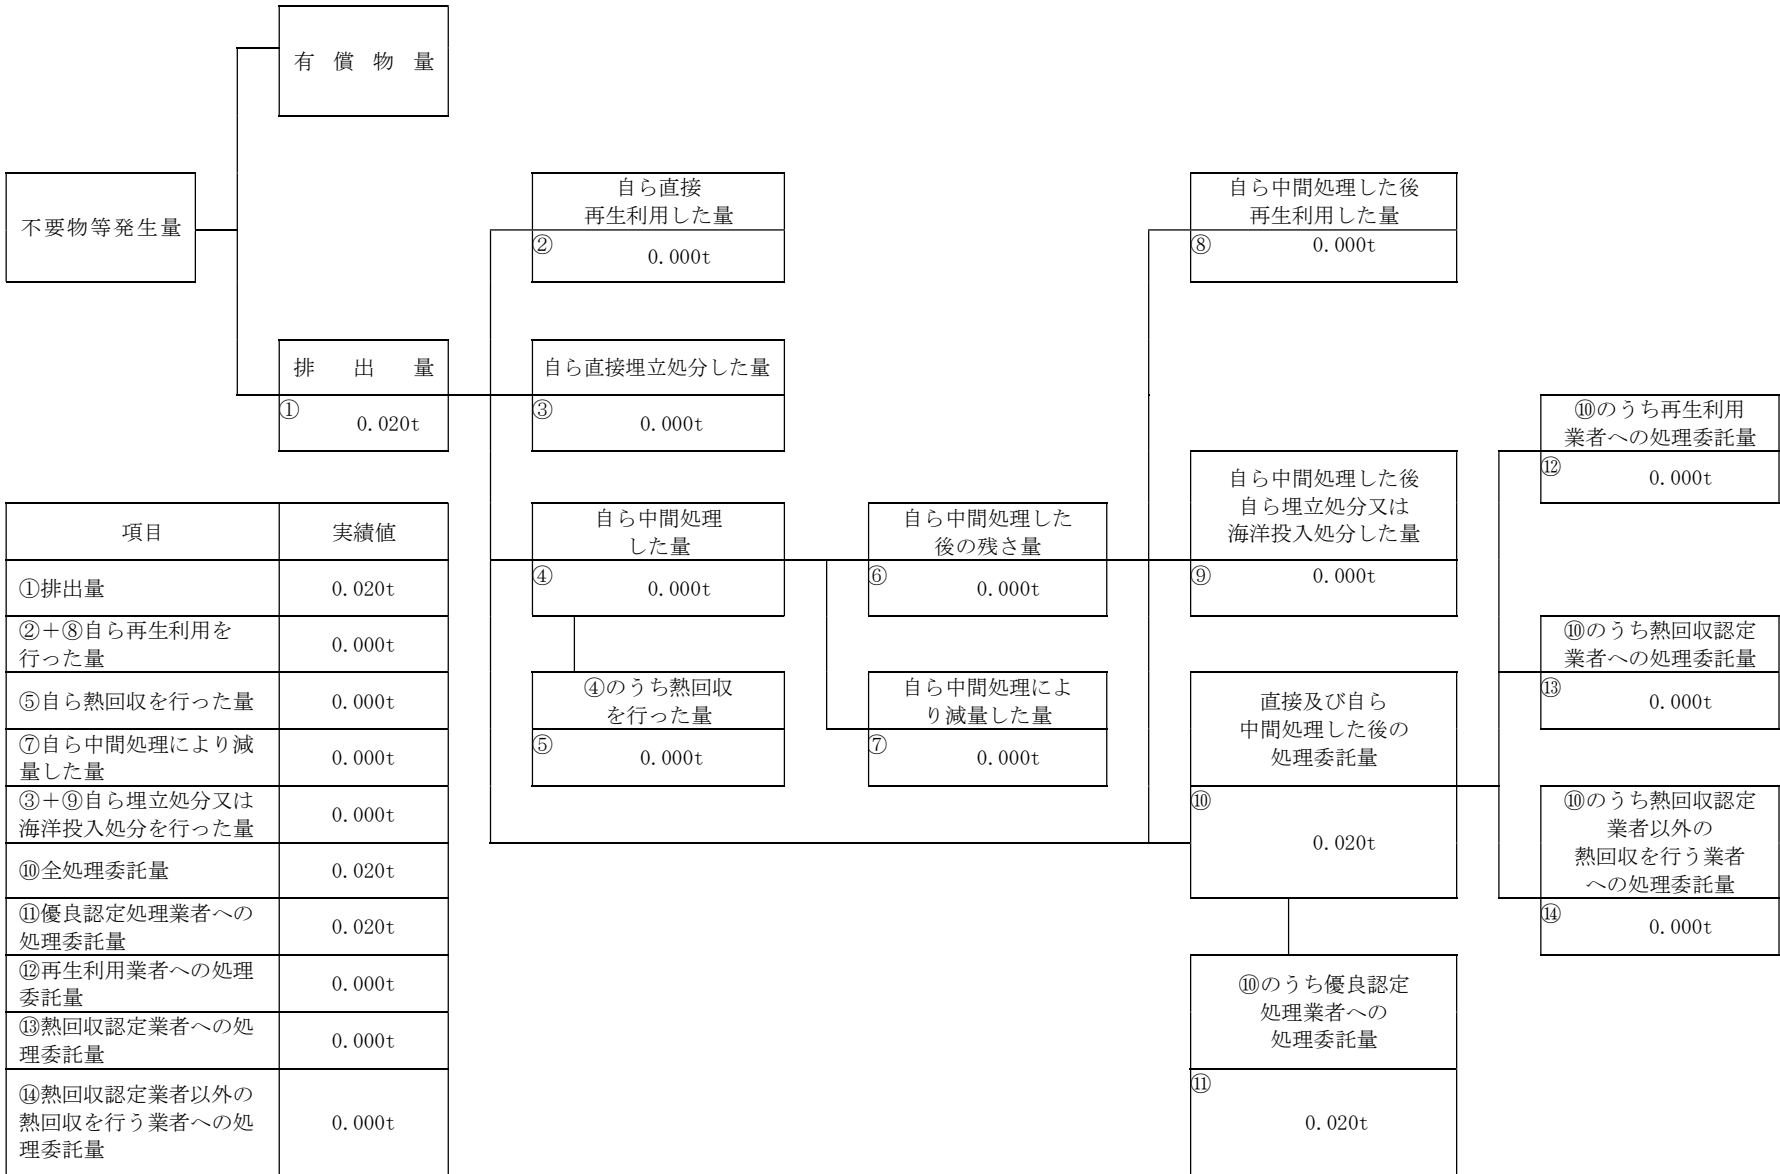 有償物量
不要物等発生量
自ら直接
再生利用した量
②
0.000t
自ら中間処理した後
再生利用した量
⑧
0.000t
排出量
①
0.020t
自ら直接埋立処分した量
③
0.000t
⑩のうち再生利用
業者への処理委託量
⑫
0.000t
自ら中間処理
した量
④
0.000t
自ら中間処理した
後の残さ量
⑥
0.000t
自ら中間処理した後
自ら埋立処分又は
海洋投入処分した量
⑨
0.000t
⑩のうち熱回収認定
業者への処理委託量
⑬
0.000t
④のうち熱回収
を行った量
⑤
0.000t
自ら中間処理によ
り減量した量
⑦
0.000t
直接及び自ら
中間処理した後の
処理委託量
⑩
0.020t
⑩のうち熱回収認定
業者以外の
熱回収を行う業者
への処理委託量
⑭
0.000t
⑩のうち優良認定
処理業者への
処理委託量
⑪
0.020t
項目 実績値
①排出量 0.020t
②+⑧自ら再生利用を
行った量 0.000t
⑤自ら熱回収を行った量 0.000t
⑦自ら中間処理により減
量した量 0.000t
③+⑨自ら埋立処分又は
海洋投入処分を行った量 0.000t
⑩全処理委託量 0.020t
⑪優良認定処理業者への
処理委託量 0.020t
⑫再生利用業者への処理
委託量 0.000t
⑬熱回収認定業者への処
理委託量 0.000t
⑭熱回収認定業者以外の
熱回収を行う業者への処
理委託量 0.000t